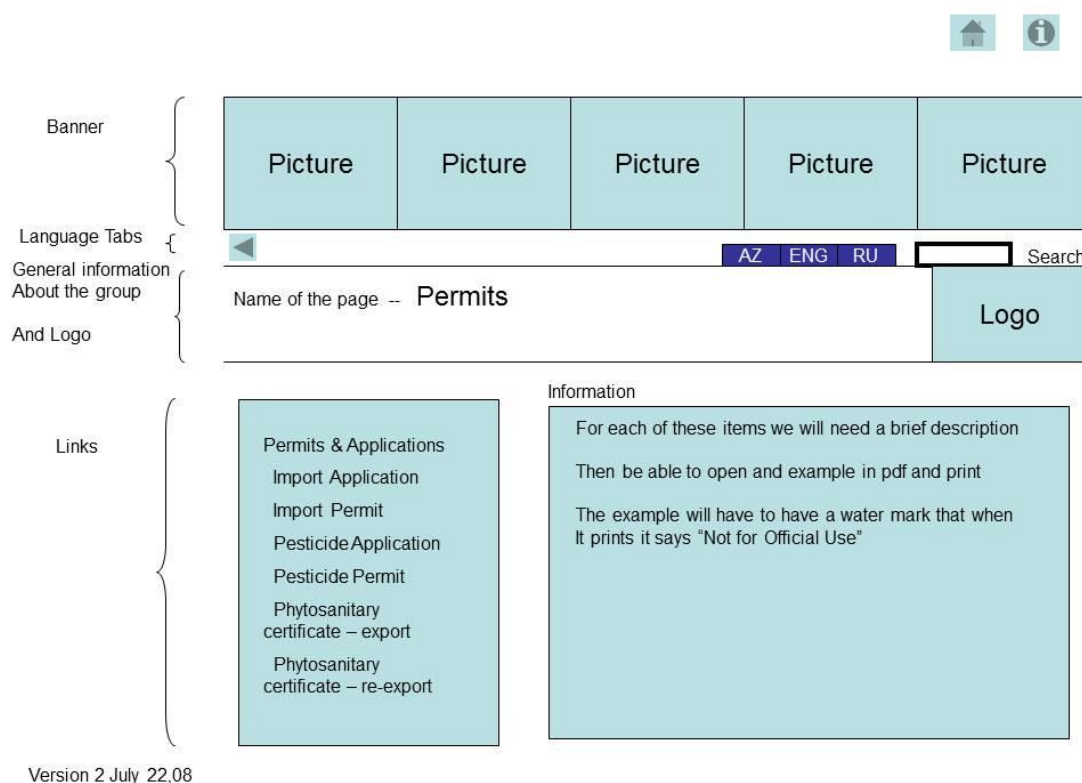 Banner
Picture Picture Picture Picture Picture
Language Tabs
AZ ENG RU
Search
General information
About the group
And Logo
Name of the page -- Permits
Logo
Links
Permits & Applications
Import Application
Import Permit
Pesticide Application
Pesticide Permit
Phytosanitary
certificate – export
Phytosanitary
certificate – re-export
Information
For each of these items we will need a brief description
Then be able to open and example in pdf and print
The example will have to have a water mark that when
It prints it says “Not for Official Use”
Version 2 July 22,08